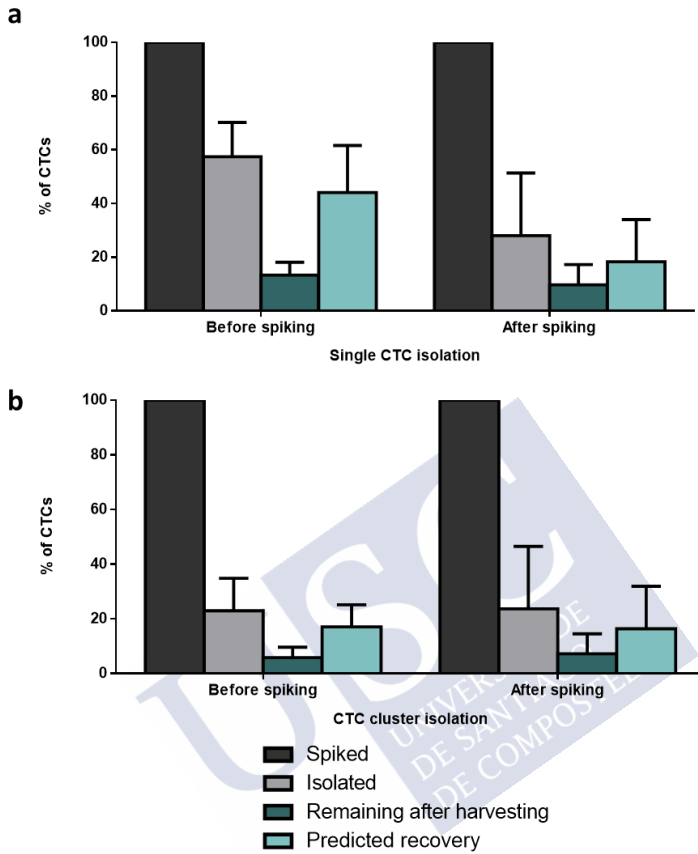 a
% of CTCs
100
80
60
40
20
0
Before spiking
After spiking
Single CTC isolation
b
% of CTCs
100
80
60
40
20
0
Before spiking
After spiking
CTC cluster isolation
USC
DE
DE SANTIAGO
DE COMPOSTELA
Spiked
Isolated
Remaining after harvesting
Predicted recovery